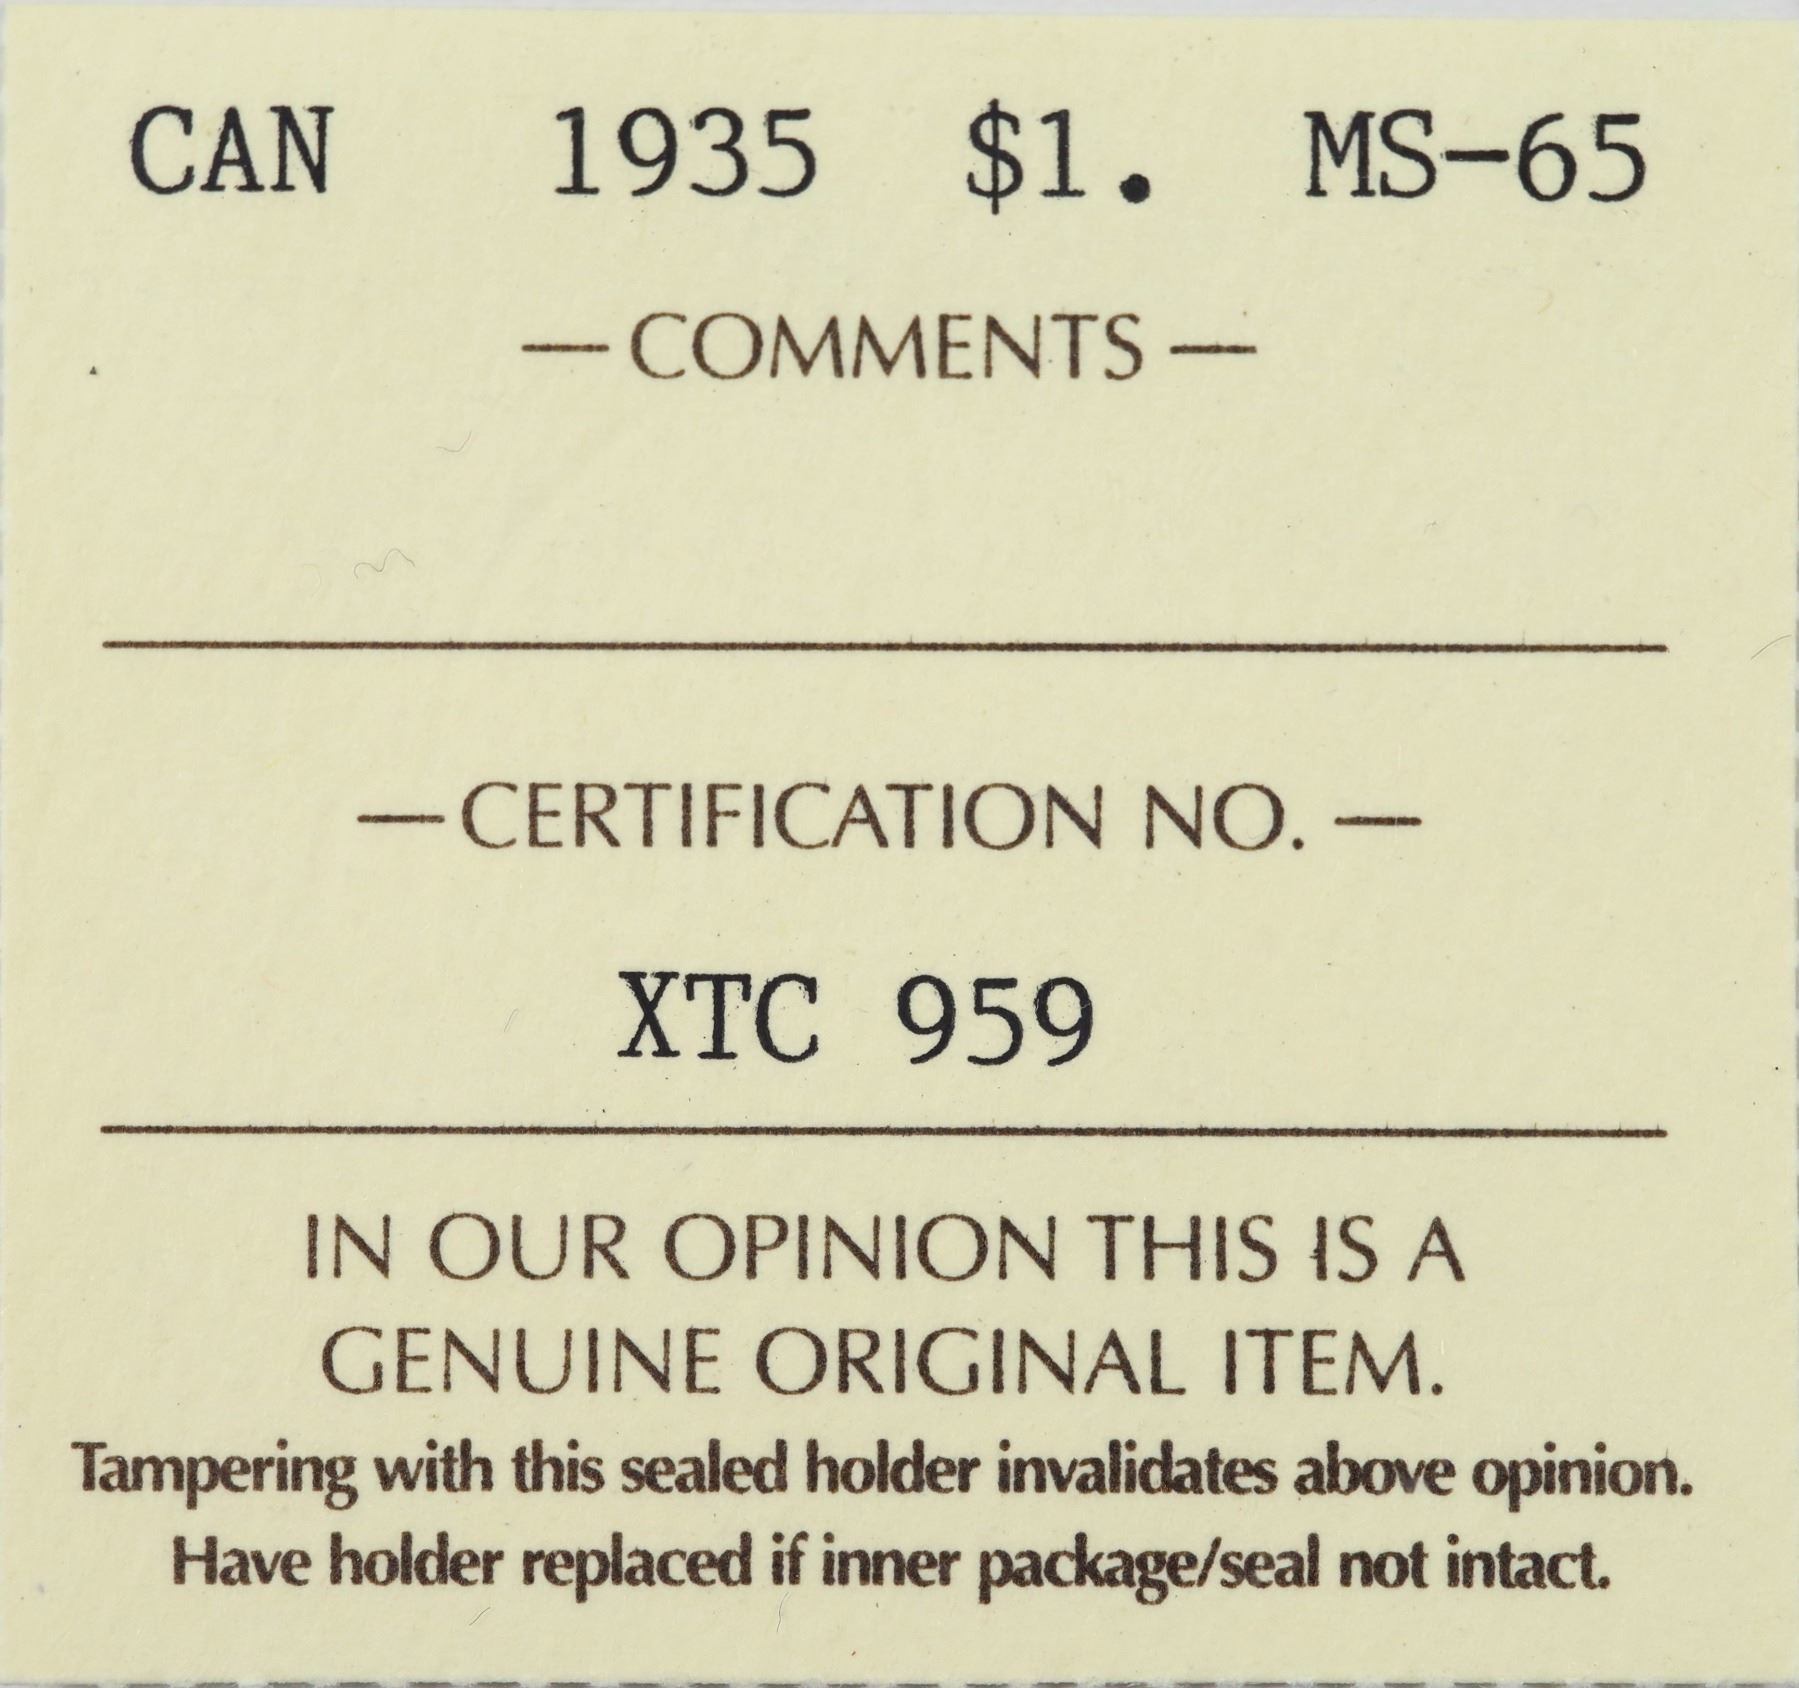 CAN 1935 $1. MS-65
— COMMENTS —
— CERTIFICATION NO. —
XTC 959
IN OUR OPINION THIS IS A
GENUINE ORIGINAL ITEM.
Tampering with this sealed holder invalidates above opinion.
Have holder replaced if inner package/seal not intact.